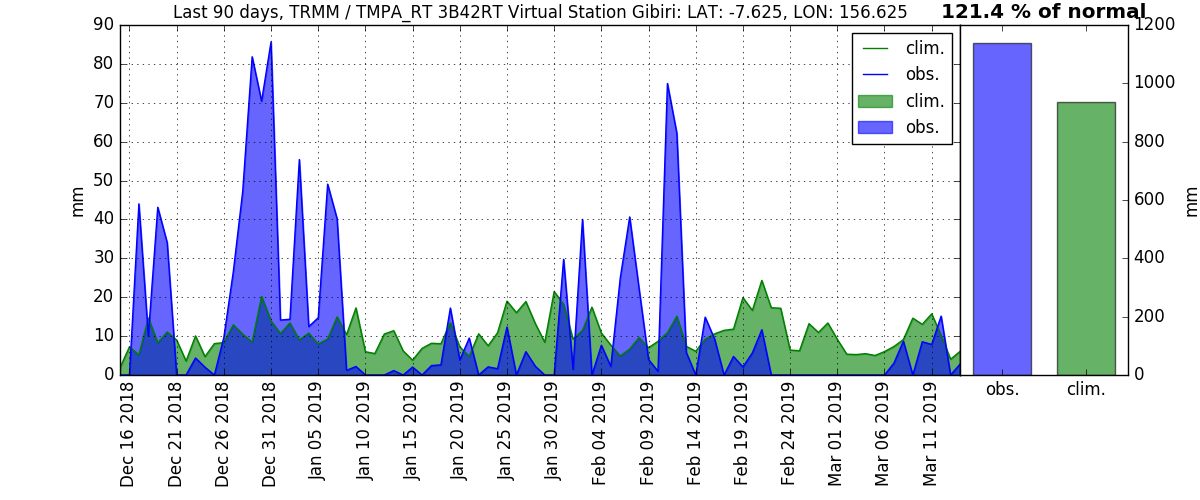 Last 90 days, TRMM / TMPA_RT 3B42RT Virtual Station Gibiri: LAT: -7.625, LON: 156.625
121.4 % of normal
90
80
70
60
50
40
30
20
10
0
mm
clim.
obs.
clim.
obs.
1200
1000
800
600
400
200
0
mm
Dec 16 2018
Dec 21 2018
Dec 26 2018
Dec 31 2018
Jan 05 2019
Jan 10 2019
Jan 15 2019
Jan 20 2019
Jan 25 2019
Jan 30 2019
Feb 04 2019
Feb 09 2019
Feb 14 2019
Feb 19 2019
Feb 24 2019
Mar 01 2019
Mar 06 2019
Mar 11 2019
obs.
clim.